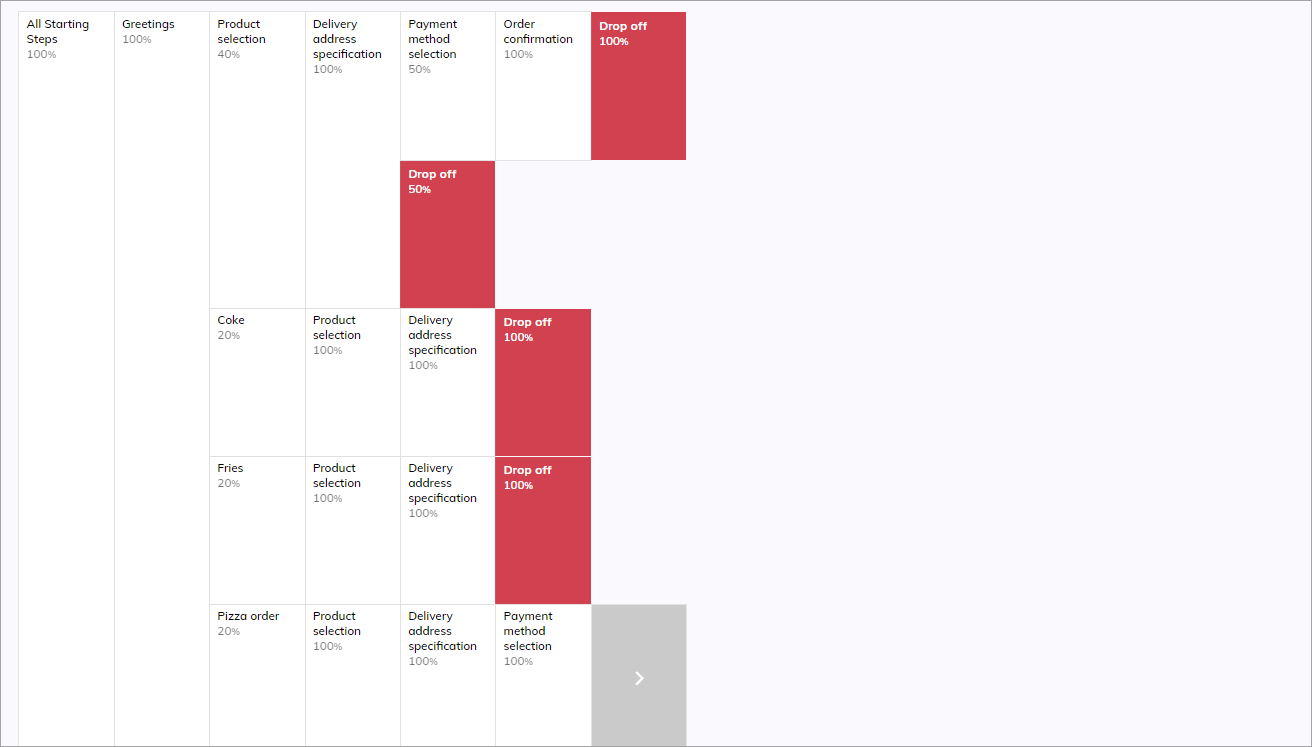 All Starting
Steps
100%
Greetings
100%
Product
selection
40%
Delivery
address
specification
100%
Payment
method
selection
50%
Order
confirmation
100%
Drop off
100%
Drop off
50%
Coke
20%
Product
selection
100%
Delivery
address
specification
100%
Drop off
100%
Fries
20%
Product
selection
100%
Delivery
address
specification
100%
Drop off
100%
Pizza order
20%
Product
selection
100%
Delivery
address
specification
100%
Payment
method
selection
100%